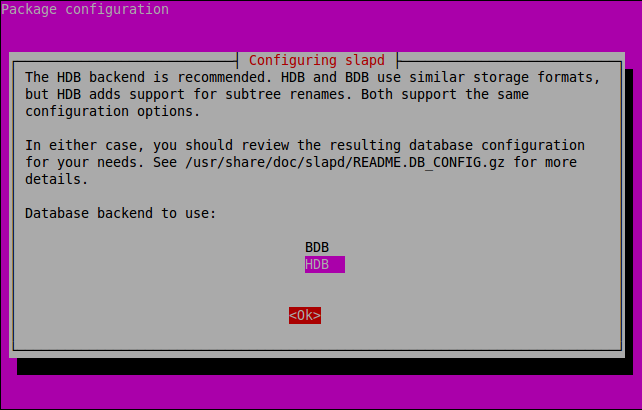 Package configuration
Configuring slapd
The HDB backend is recommended. HDB and BDB use similar storage formats,
but HDB adds support for subtree renames. Both support the same
configuration options.
In either case, you should review the resulting database configuration
for your needs. See /usr/share/doc/slapd/README.DB_CONFIG.gz for more
details.
Database backend to use:
BDB
HDB
<Ok>